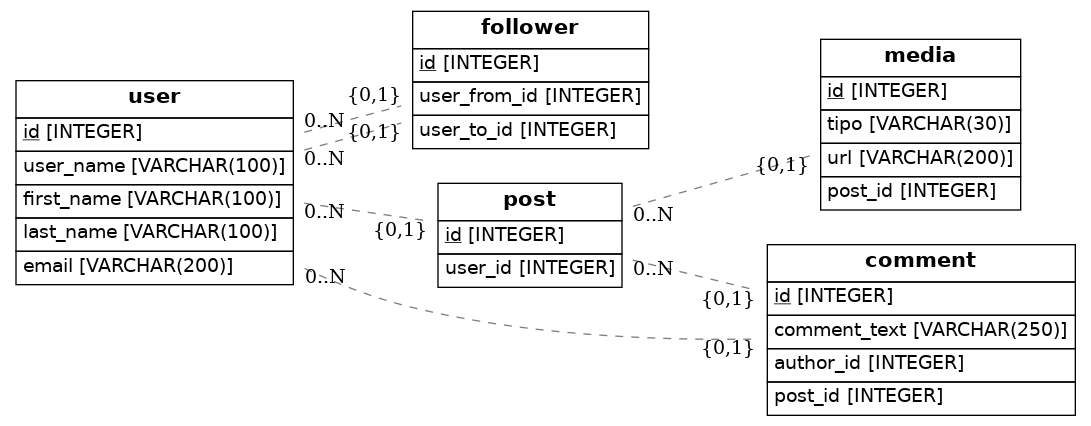 user
id [INTEGER]
user_name [VARCHAR(100)]
first_name [VARCHAR(100)]
last_name [VARCHAR(100)]
email [VARCHAR(200)]
0..N
0..N
0..N
0..N
{0,1}
{0,1}
{0,1}
follower
id [INTEGER]
user_from_id [INTEGER]
user_to_id [INTEGER]
post
id [INTEGER]
user_id [INTEGER]
0..N
0..N
{0,1}
{0,1}
{0,1}
media
id [INTEGER]
tipo [VARCHAR(30)]
url [VARCHAR(200)]
post_id [INTEGER]
comment
id [INTEGER]
comment_text [VARCHAR(250)]
author_id [INTEGER]
post_id [INTEGER]